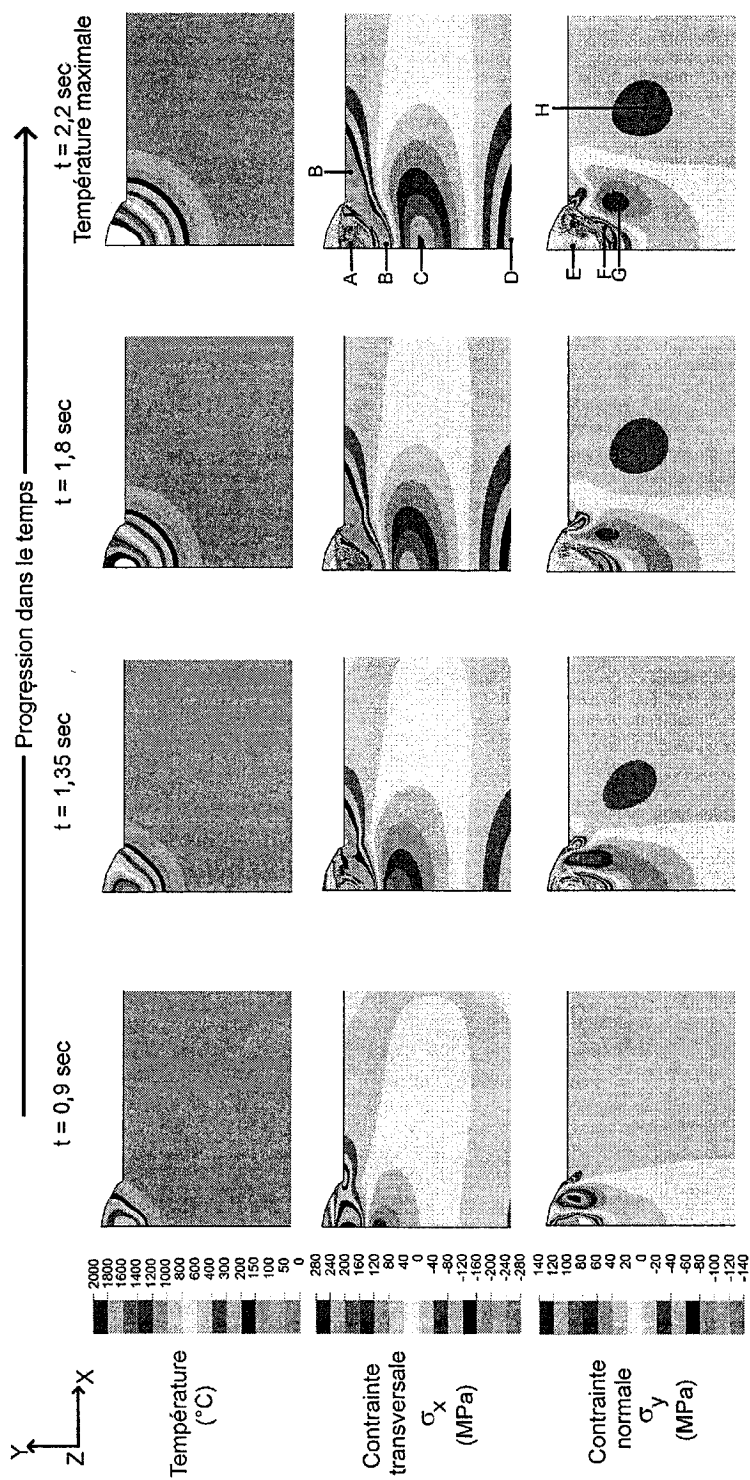 Progression dans le temps
t = 0,9 sec
t = 1,35 sec
t = 1,8 sec
t = 2,2 sec
Température maximale
Y
Z
X
Température
(°C)
2000
1800
1600
1400
1200
1000
800
600
400
300
200
150
100
50
0
Contrainte
transversale
σx
(MPa)
280
240
200
160
120
80
40
0
-40
-80
-120
-160
-200
-240
-280
A
B
B
C
D
Contrainte
normale
σy
(MPa)
140
120
100
80
60
40
20
0
-20
-40
-60
-80
-100
-120
-140
E
F
G
H